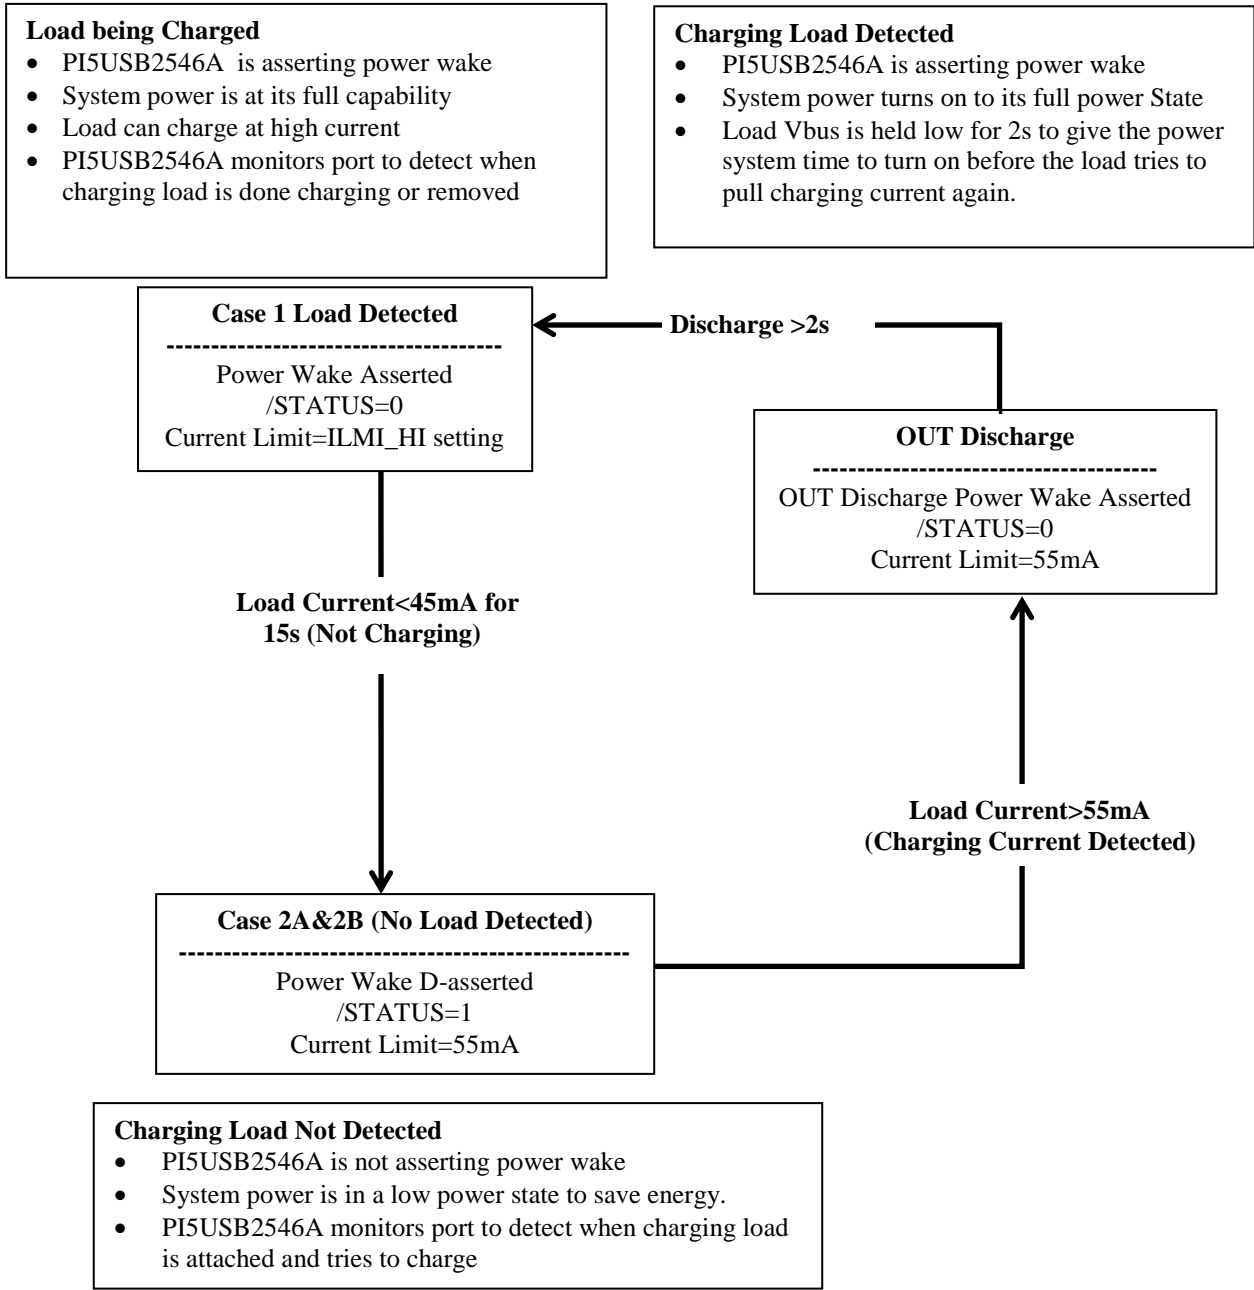 Load being Charged
• PI5USB2546A is asserting power wake
• System power is at its full capability
• Load can charge at high current
• PI5USB2546A monitors port to detect when
charging load is done charging or removed
Charging Load Detected
• PI5USB2546A is asserting power wake
• System power turns on to its full power State
• Load Vbus is held low for 2s to give the power
system time to turn on before the load tries to
pull charging current again.
Case 1 Load Detected
--------------------------------------
Power Wake Asserted
/STATUS=0
Current Limit=ILMI_HI setting
Discharge >2s
OUT Discharge
---------------------------------------
OUT Discharge Power Wake Asserted
/STATUS=0
Current Limit=55mA
Load Current<45mA for
15s (Not Charging)
Load Current>55mA
(Charging Current Detected)
Case 2A&2B (No Load Detected)
---------------------------------------------------
Power Wake D-asserted
/STATUS=1
Current Limit=55mA
Charging Load Not Detected
• PI5USB2546A is not asserting power wake
• System power is in a low power state to save energy.
• PI5USB2546A monitors port to detect when charging load
is attached and tries to charge